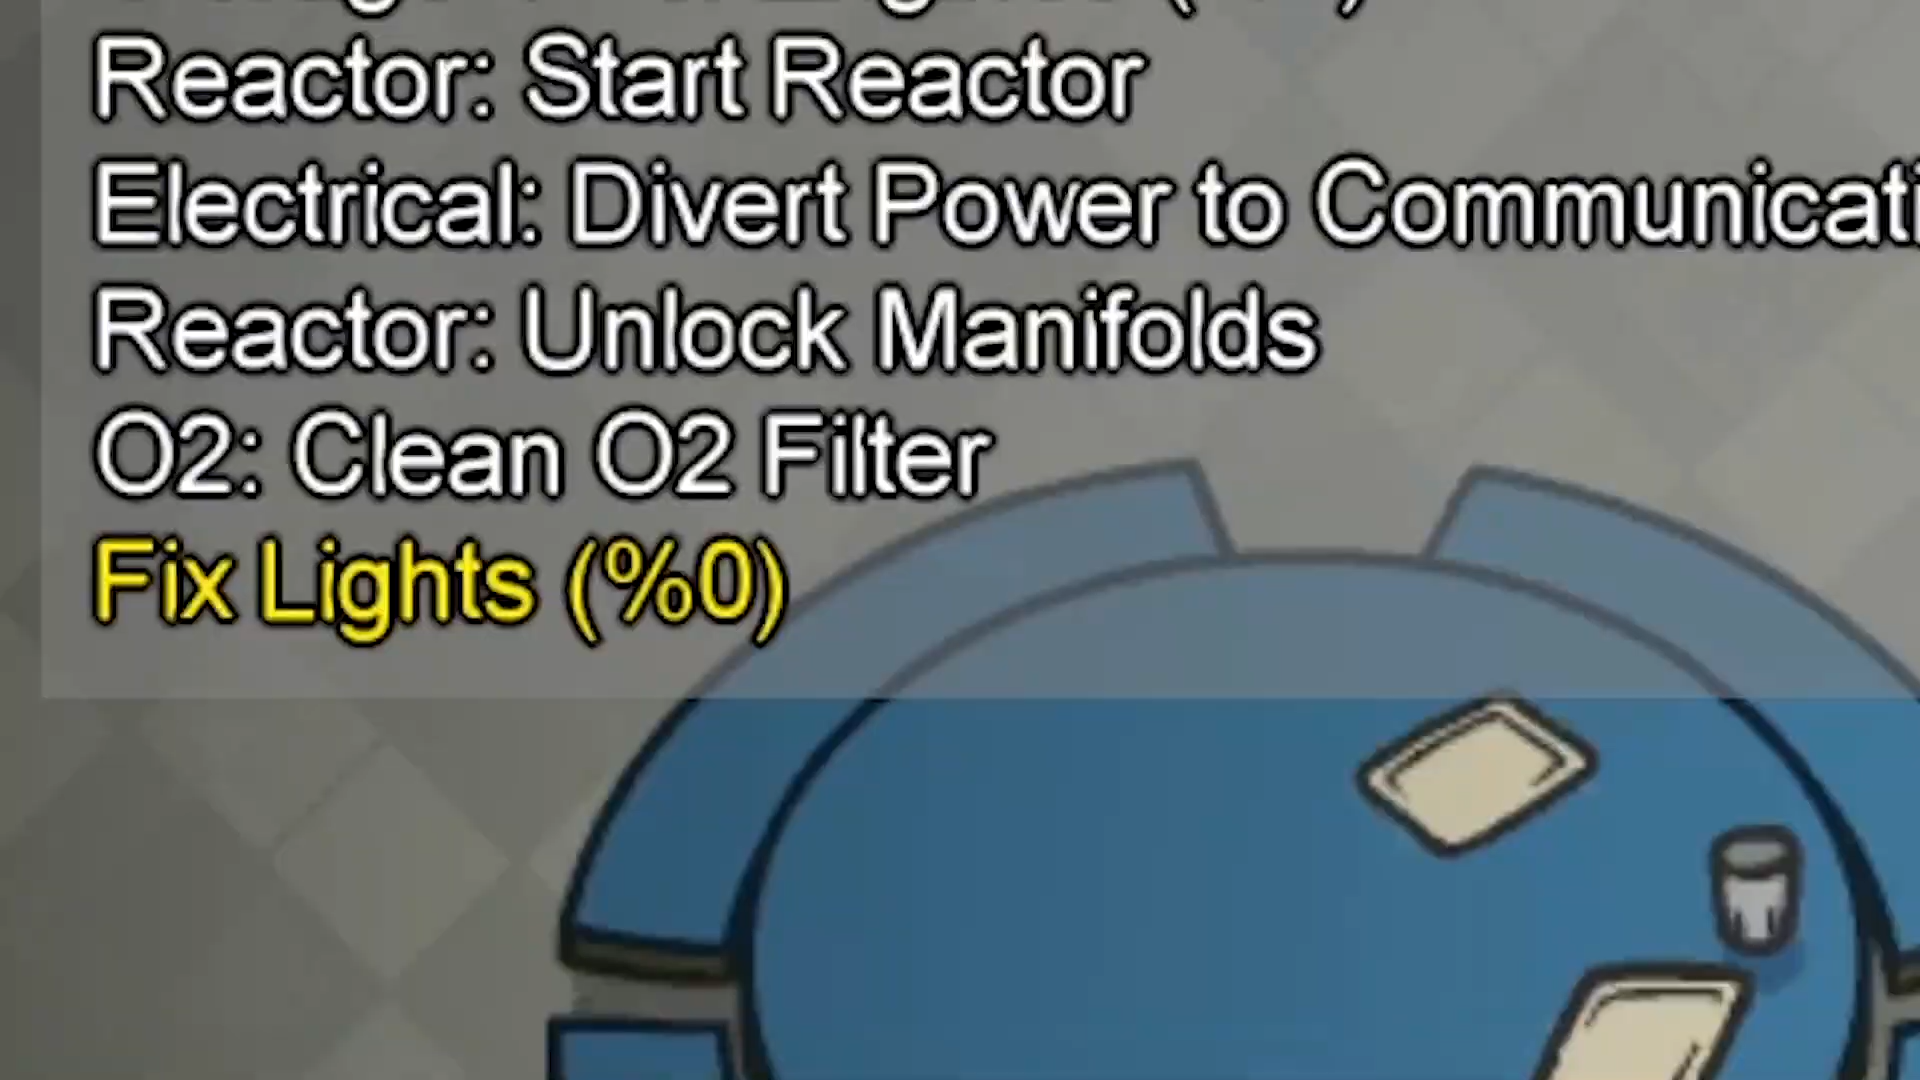 Reactor: Start Reactor
Electrical: Divert Power to Communicati
Reactor: Unlock Manifolds
O2: Clean O2 Filter
Fix Lights (%0)